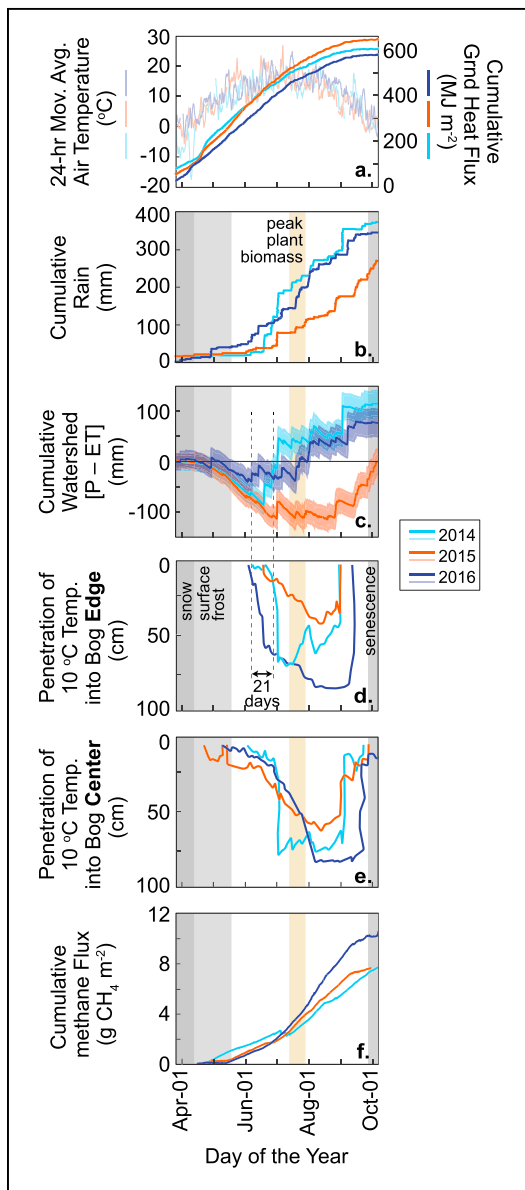 24-hr Mov. Avg.
Air Temperature
(°C)
30
20
10
0
-10
-20
600
400
200
0
Cumulative
Grnd Heat Flux
(MJ m-2)
a.
Cumulative
Rain
(mm)
400
300
200
100
0
peak
plant
biomass
b.
Cumulative
Watershed
[P – ET]
(mm)
100
0
-100
c.
2014
2015
2016
Penetration of
10 °C Temp.
into Bog Edge
(cm)
0
50
100
snow
surface
frost
21
days
senescence
d.
Penetration of
10 °C Temp.
into Bog Center
(cm)
0
50
100
e.
Cumulative
methane Flux
(g CH4 m-2)
12
8
4
0
f.
Apr-01
Jun-01
Aug-01
Oct-01
Day of the Year